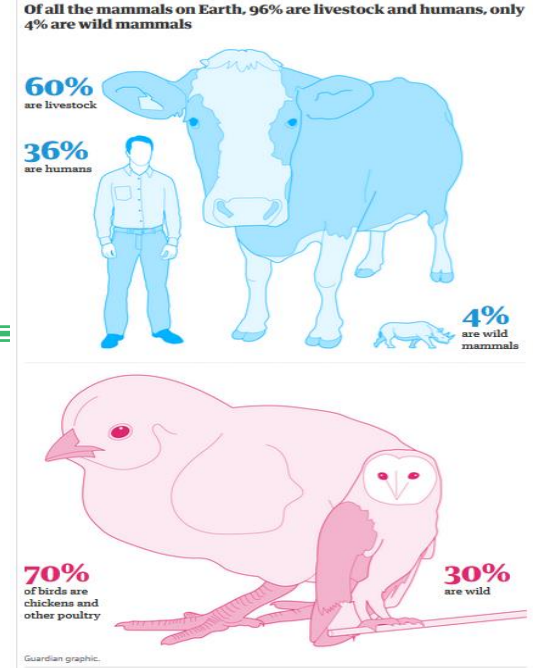 Of all the mammals on Earth, 96% are livestock and humans, only
4% are wild mammals
60%
are livestock
36%
are humans
4%
are wild
mammals
70%
of birds are
chickens and
other poultry
30%
are wild
Guardian graphic.